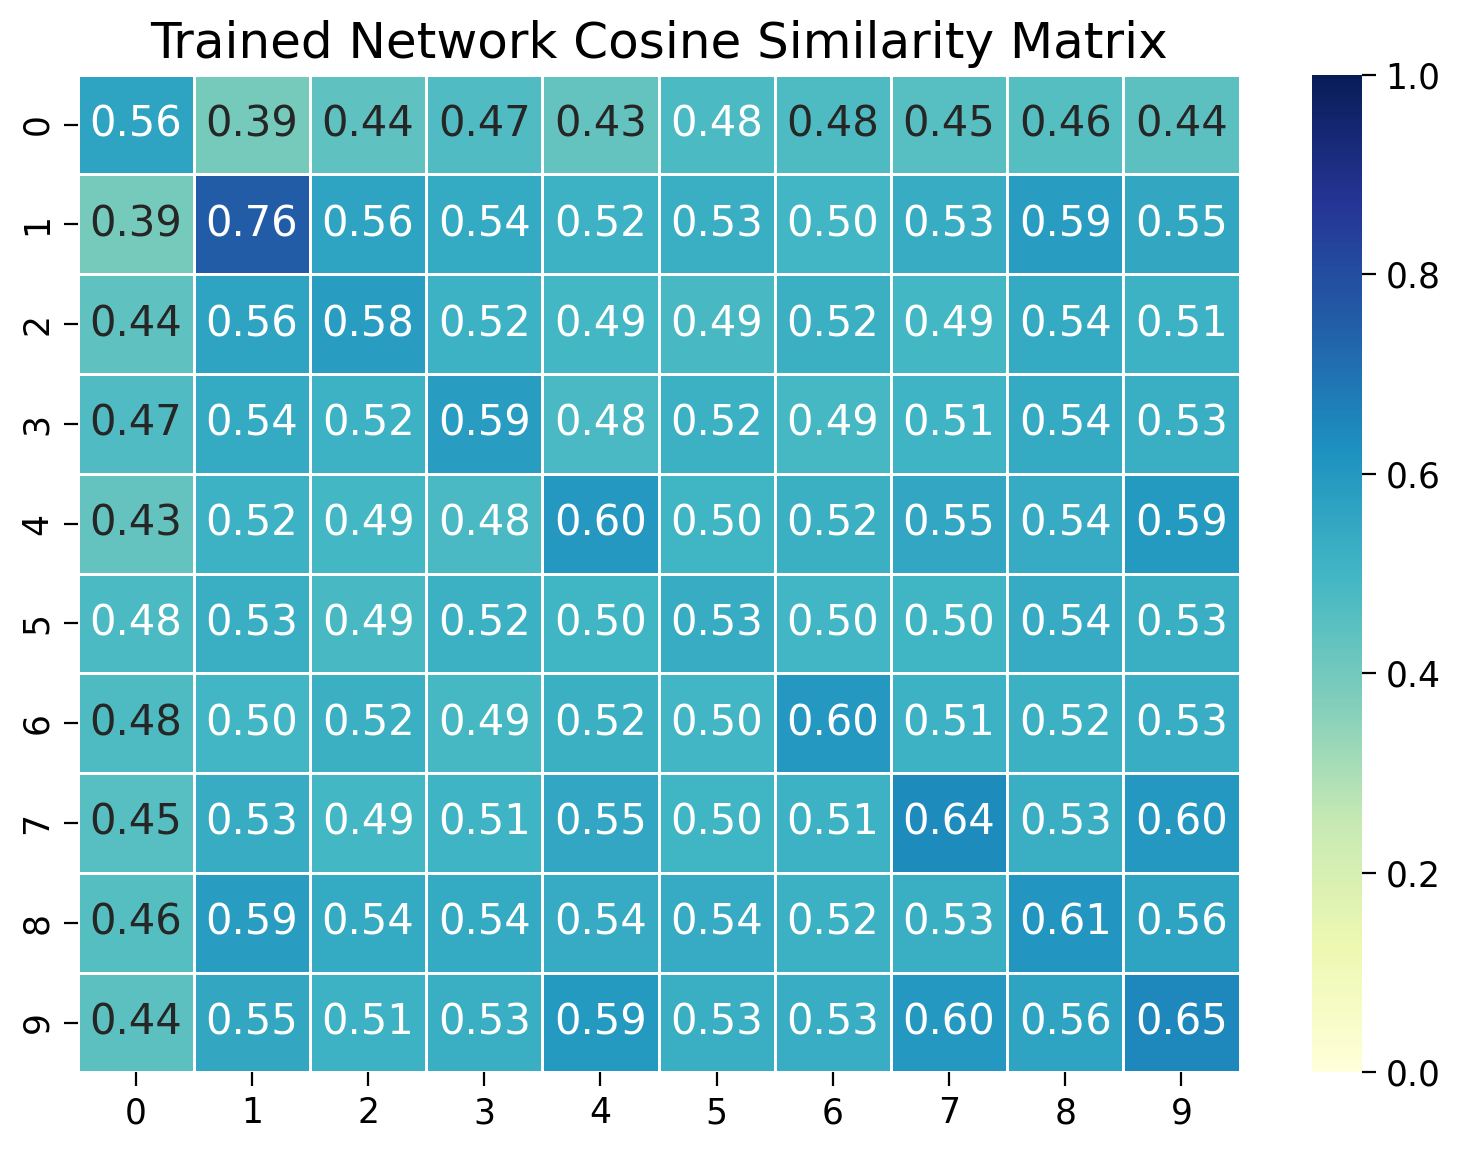 Trained Network Cosine Similarity Matrix
0 0.56 0.39 0.44 0.47 0.43 0.48 0.48 0.45 0.46 0.44
1 0.39 0.76 0.56 0.54 0.52 0.53 0.50 0.53 0.59 0.55
2 0.44 0.56 0.58 0.52 0.49 0.49 0.52 0.49 0.54 0.51
3 0.47 0.54 0.52 0.59 0.48 0.52 0.49 0.51 0.54 0.53
4 0.43 0.52 0.49 0.48 0.60 0.50 0.52 0.55 0.54 0.59
5 0.48 0.53 0.49 0.52 0.50 0.53 0.50 0.50 0.54 0.53
6 0.48 0.50 0.52 0.49 0.52 0.50 0.60 0.51 0.52 0.53
7 0.45 0.53 0.49 0.51 0.55 0.50 0.51 0.64 0.53 0.60
8 0.46 0.59 0.54 0.54 0.54 0.54 0.52 0.53 0.61 0.56
9 0.44 0.55 0.51 0.53 0.59 0.53 0.53 0.60 0.56 0.65
0 1 2 3 4 5 6 7 8 9
1.0
0.8
0.6
0.4
0.2
0.0